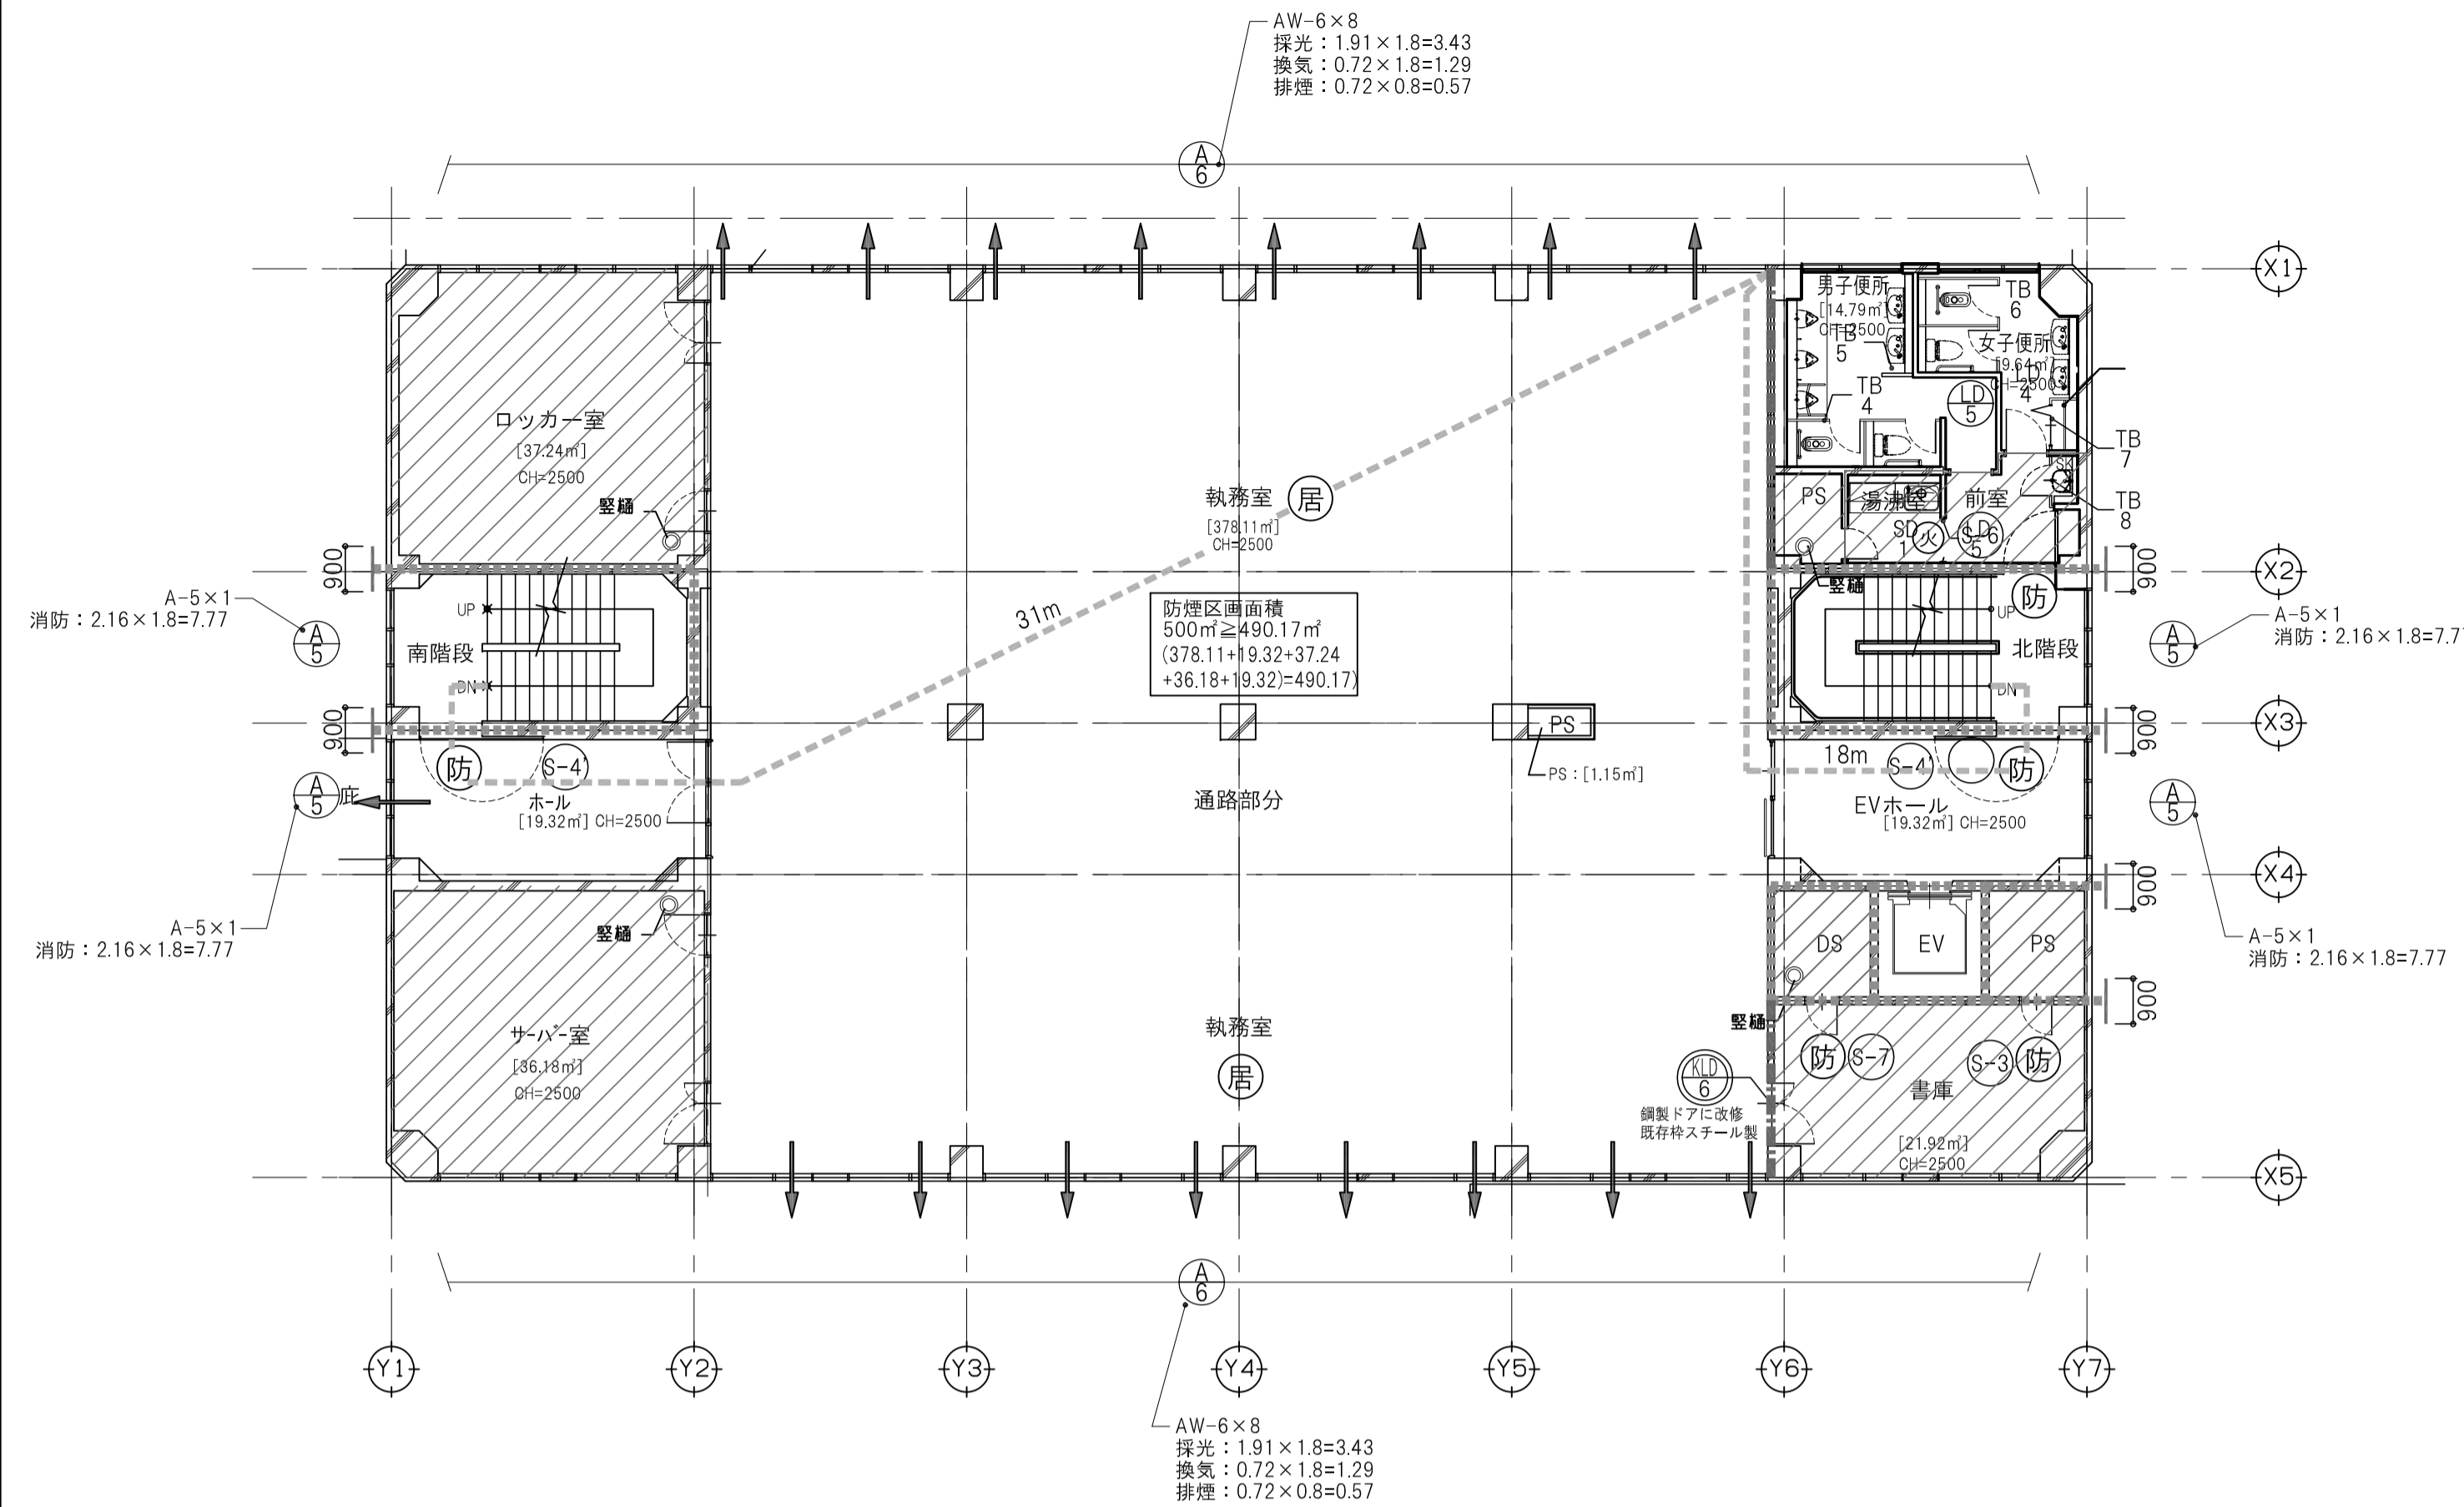 AW-6×8
採光：1.91×1.8=3.43
換気：0.72×1.8=1.29
排煙：0.72×0.8=0.57
A
6
X1
男子便所
[14.79㎡]
CH=2500
TB
5
TB
6
女子便所
[9.64㎡]
CH=2500
LD
4
LD
5
TB
4
TB
7
TB
8
SK
ロッカー室
[37.24㎡]
CH=2500
竪樋
執務室
居
[378.11㎡]
CH=2500
PS
湯沸室
前室
SD
1
火
S-6
LD
5
竪樋
900
900
X2
A-5×1
消防：2.16×1.8=7.77
A
5
UP
南階段
DN
31m
防煙区画面積
500㎡≧490.17㎡
(378.11+19.32+37.24
+36.18+19.32)=490.17)
防
UP
北階段
DN
A
5
A-5×1
消防：2.16×1.8=7.7
900
PS
900
X3
防
S-4'
PS：[1.15㎡]
18m
S-4'
防
A
5
庇
ホール
[19.32㎡] CH=2500
通路部分
EVホール
[19.32㎡] CH=2500
A
5
900
X4
A-5×1
消防：2.16×1.8=7.77
竪樋
DS
EV
PS
A-5×1
消防：2.16×1.8=7.77
900
竪樋
サーバー室
[36.18㎡]
CH=2500
執務室
居
KLD
6
鋼製ドアに改修
既存枠スチール製
防
S-7
S-3
防
書庫
[21.92㎡]
CH=2500
X5
A
6
Y1
Y2
Y3
Y4
Y5
Y6
Y7
AW-6×8
採光：1.91×1.8=3.43
換気：0.72×1.8=1.29
排煙：0.72×0.8=0.57